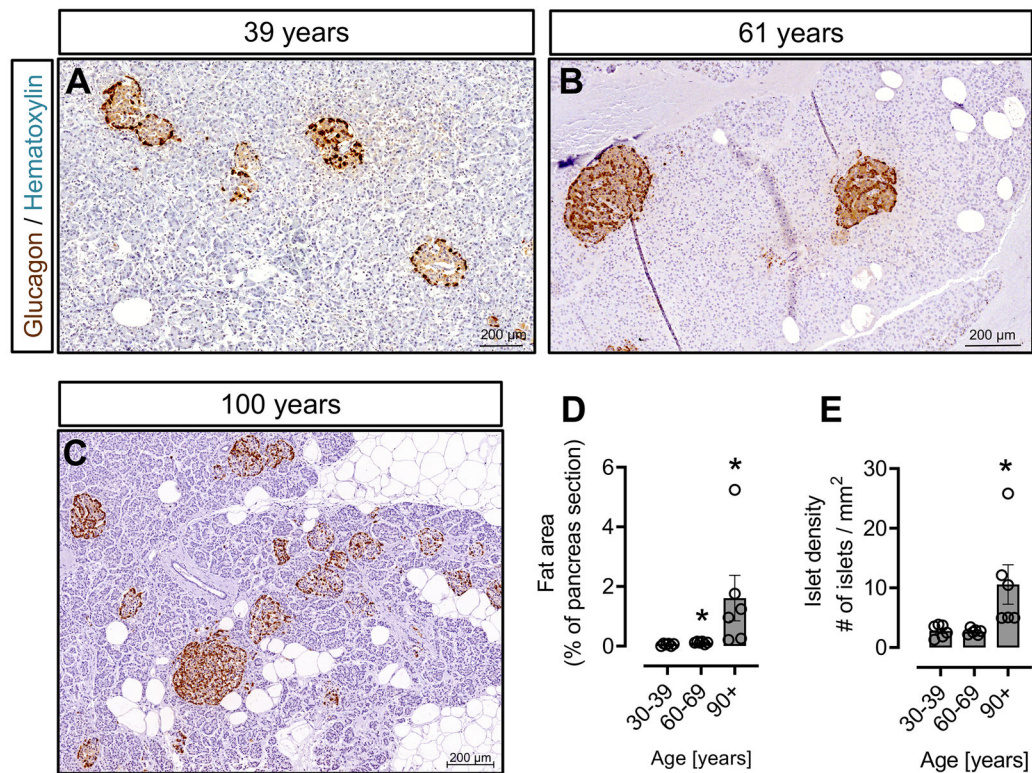 39 years
61 years
Glucagon / Hematoxylin
A
200 µm
B
200 µm
100 years
C
200 µm
D
Fat area
(% of pancreas section)
6
4
2
0
*
*
30-39
60-69
90+
Age [years]
E
Islet density
# of islets / mm²
30
20
10
0
*
30-39
60-69
90+
Age [years]